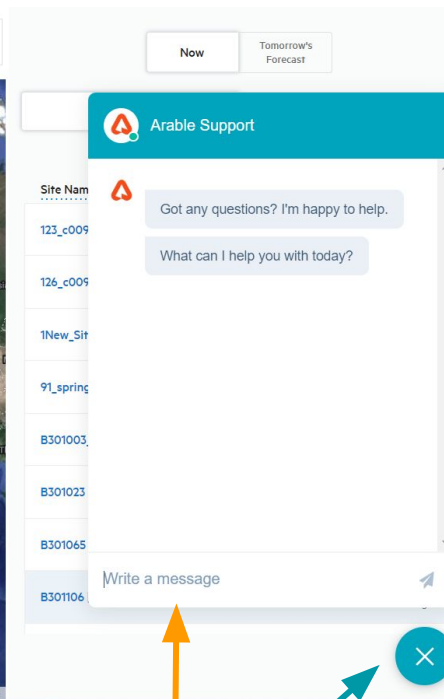 Now
Tomorrow's
Forecast
Arable Support
Site Nam
Got any questions? I'm happy to help.
123_c009
What can I help you with today?
126_c009
1New_Sit
91_spring
B301003_
B301023
B301065
Write a message
B301106